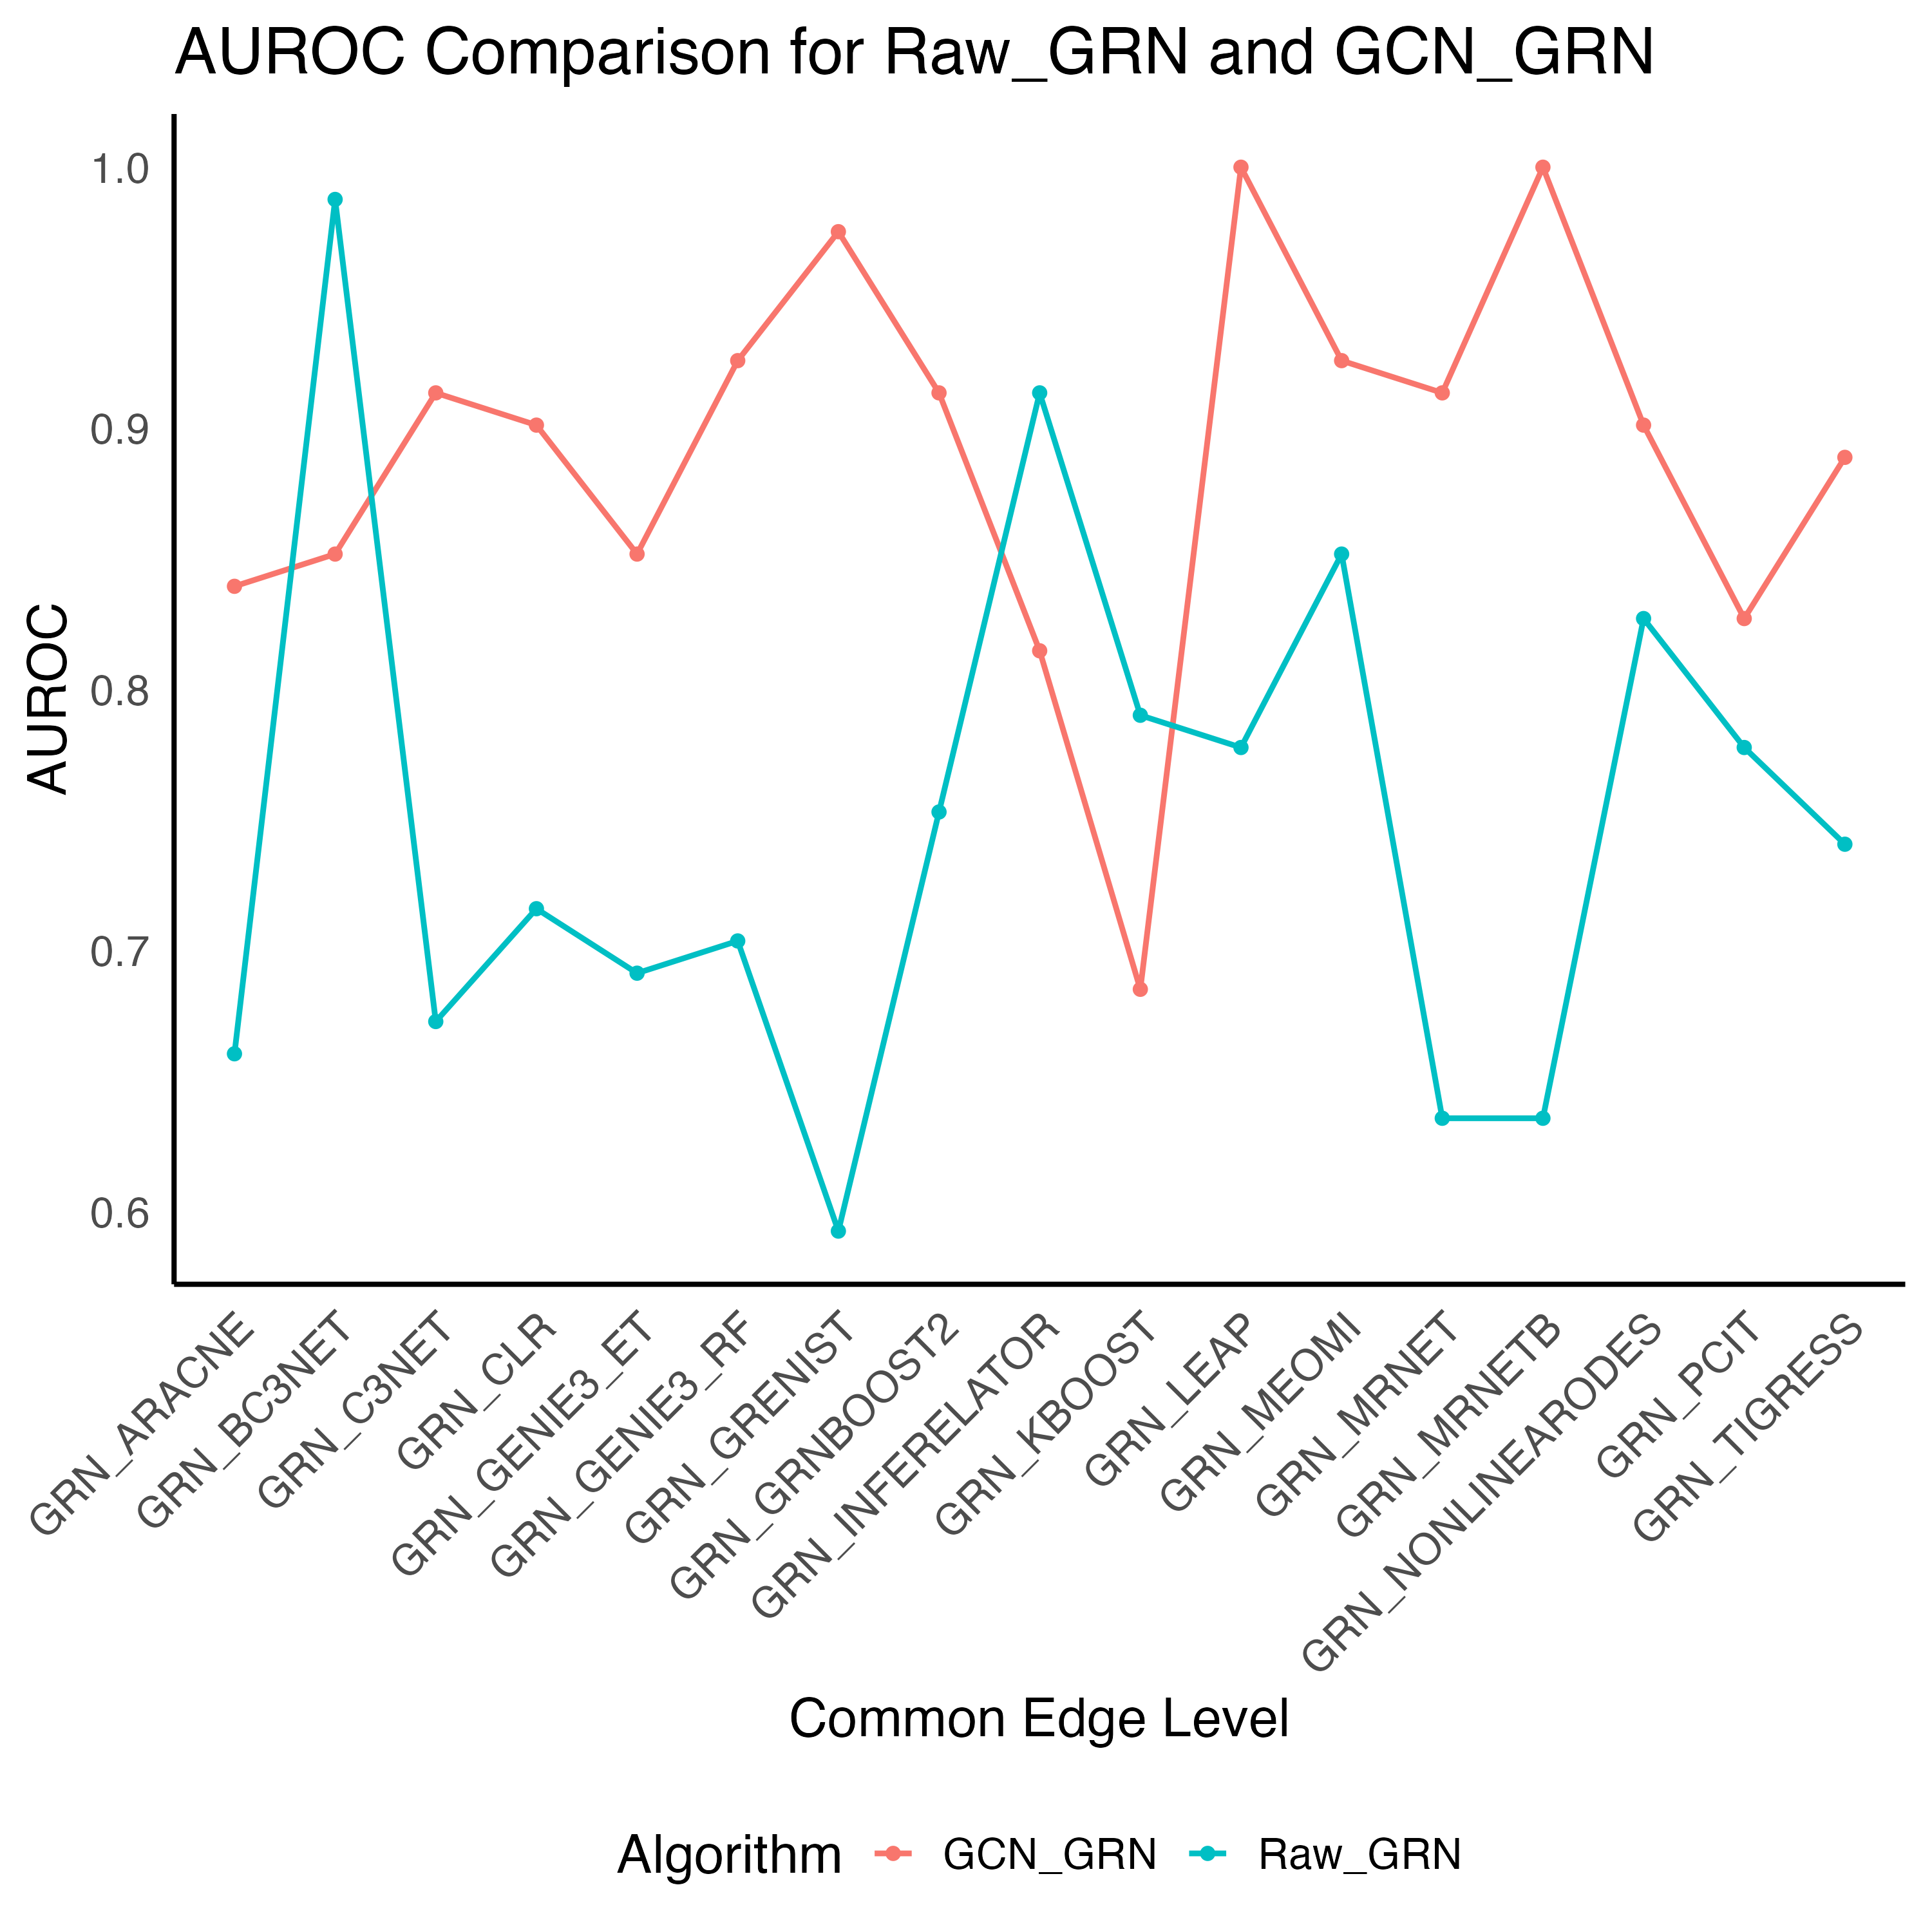 AUROC Comparison for Raw_GRN and GCN_GRN
AUROC
1.0
0.9
0.8
0.7
0.6
GRN_ARACNE
GRN_BC3NET
GRN_C3NET
GRN_CLR
GRN_GENIE3_ET
GRN_GENIE3_RF
GRN_GRENIST
GRN_GRNBOOST2
GRN_INFERELATOR
GRN_KBOOST
GRN_LEAP
GRN_MEOMI
GRN_MRNET
GRN_MRNETB
GRN_NONLINEARODES
GRN_PCIT
GRN_TIGRESS
Common Edge Level
Algorithm GCN_GRN Raw_GRN